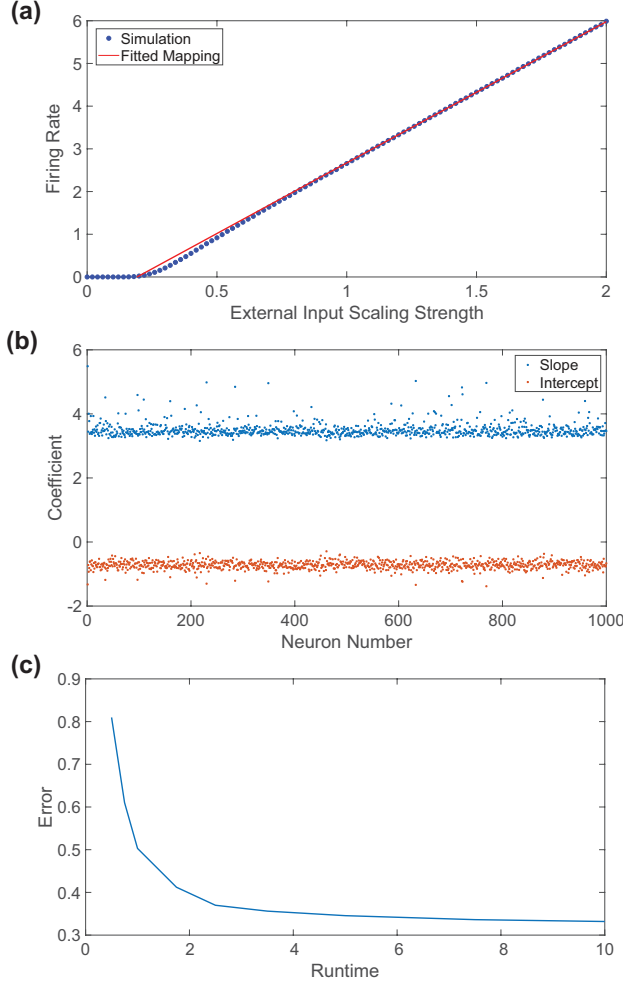 (a)
6
5
4
3
2
1
0
Firing Rate
Simulation
Fitted Mapping
0 0.5 1 1.5 2
External Input Scaling Strength
(b)
6
4
2
0
-2
Coefficient
Slope
Intercept
0 200 400 600 800 1000
Neuron Number
(c)
0.9
0.8
0.7
0.6
0.5
0.4
0.3
Error
0 2 4 6 8 10
Runtime